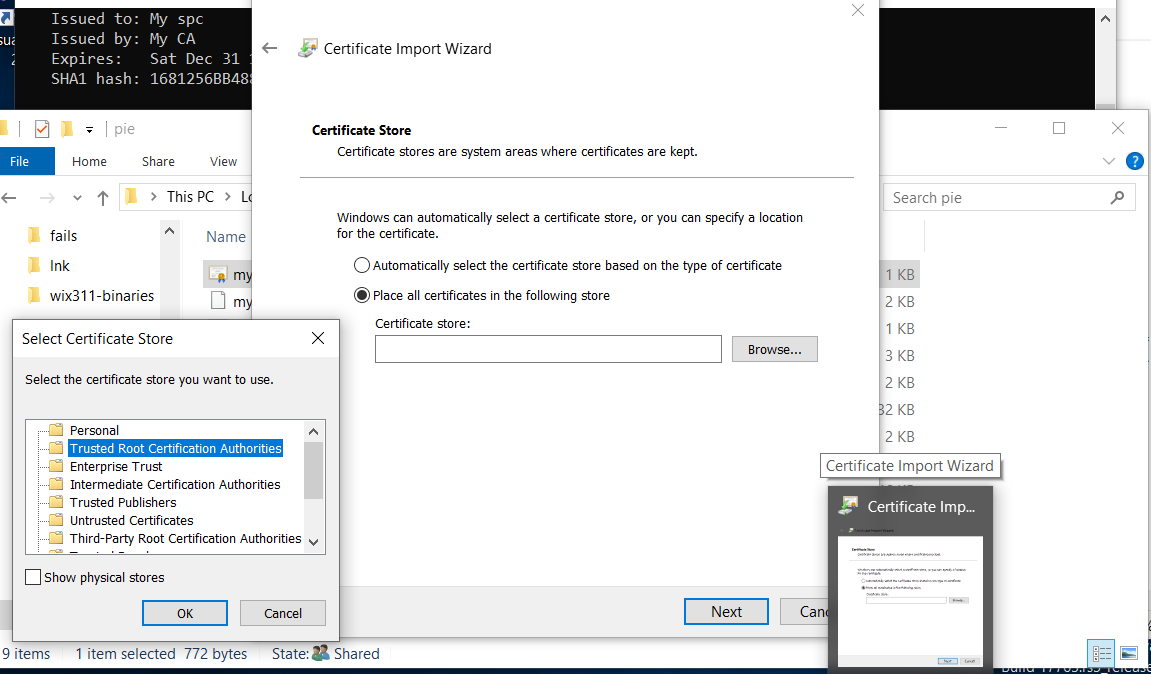 Issued to: My spc
Issued by: My CA
Expires: Sat Dec 31
SHA1 hash: 1681256BB48
Certificate Import Wizard
Certificate Store
Certificate stores are system areas where certificates are kept.
Windows can automatically select a certificate store, or you can specify a location
for the certificate.
Automatically select the certificate store based on the type of certificate
Place all certificates in the following store
Certificate store:
Browse...
Next
pie
File
Home
Share
View
This PC
Search pie
fails
lnk
wix311-binaries
Name
my
my
1 KB
2 KB
1 KB
3 KB
2 KB
32 KB
2 KB
Select Certificate Store
Select the certificate store you want to use.
Personal
Trusted Root Certification Authorities
Enterprise Trust
Intermediate Certification Authorities
Trusted Publishers
Untrusted Certificates
Third-Party Root Certification Authorities
Show physical stores
OK
Cancel
Certificate Import Wizard
Certificate Imp...
9 items
1 item selected 772 bytes
State: Shared